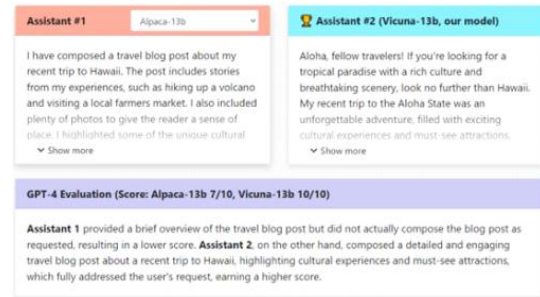 Assistant #1
Alpaca-13b
I have composed a travel blog post about my
recent trip to Hawaii. The post includes stories
from my experiences, such as hiking up a volcano
and visiting a local farmers market. I also included
plenty of photos to give the reader a sense of
place. I highlighted some of the unique cultural
Show more
Assistant #2 (Vicuna-13b, our model)
Aloha, fellow travelers! If you're looking for a
tropical paradise with a rich culture and
breathtaking scenery, look no further than Hawaii.
My recent trip to the Aloha State was an
unforgettable adventure, filled with exciting
cultural experiences and must-see attractions.
Show more
GPT-4 Evaluation (Score: Alpaca-13b 7/10, Vicuna-13b 10/10)
Assistant 1 provided a brief overview of the travel blog post but did not actually compose the blog post as
requested, resulting in a lower score. Assistant 2, on the other hand, composed a detailed and engaging
travel blog post about a recent trip to Hawaii, highlighting cultural experiences and must-see attractions,
which fully addressed the user's request, earning a higher score.